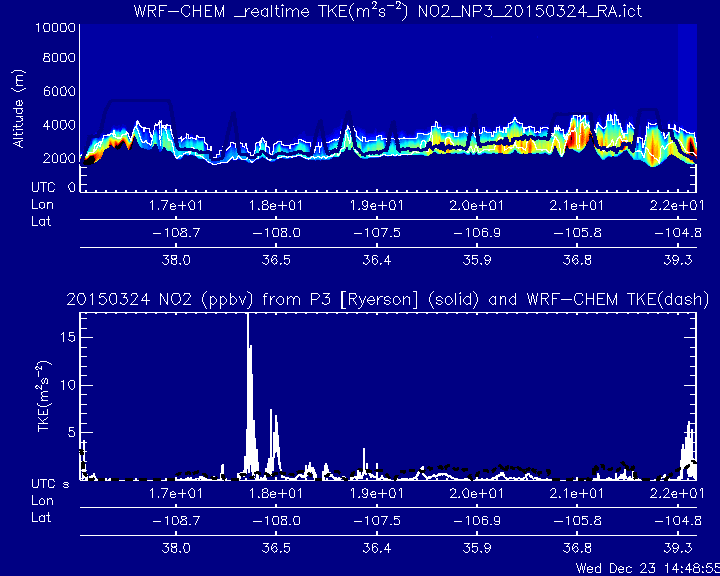 WRF-CHEM _realtime TKE(m²s⁻²) NO2_NP3_20150324_RA.ict
10000
8000
6000
Altitude (m)
4000
2000
UTC 0
1.7e+01 1.8e+01 1.9e+01 2.0e+01 2.1e+01 2.2e+01
Lon
-108.7 -108.0 -107.5 -106.9 -105.8 -104.8
Lat
38.0 36.5 36.4 35.9 36.8 39.3
20150324 NO2 (ppbv) from P3 [Ryerson] (solid) and WRF-CHEM TKE(dash)
15
10
TKE(m²s⁻²)
5
UTC s
1.7e+01 1.8e+01 1.9e+01 2.0e+01 2.1e+01 2.2e+01
Lon
-108.7 -108.0 -107.5 -106.9 -105.8 -104.8
Lat
38.0 36.5 36.4 35.9 36.8 39.3
Wed Dec 23 14:48:55